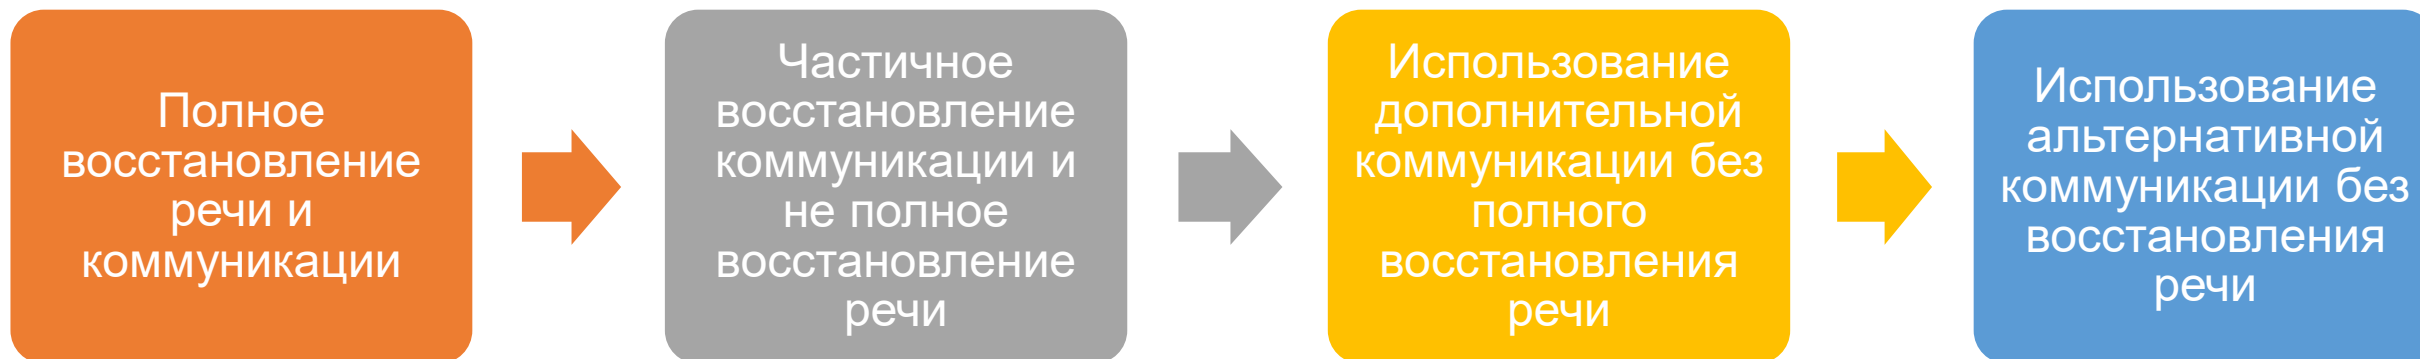 Полное
восстановление
речи и
коммуникации
Частичное
восстановление
коммуникации и
не полное
восстановление
речи
Использование
дополнительной
коммуникации без
полного
восстановления
речи
Использование
альтернативной
коммуникации без
восстановления
речи